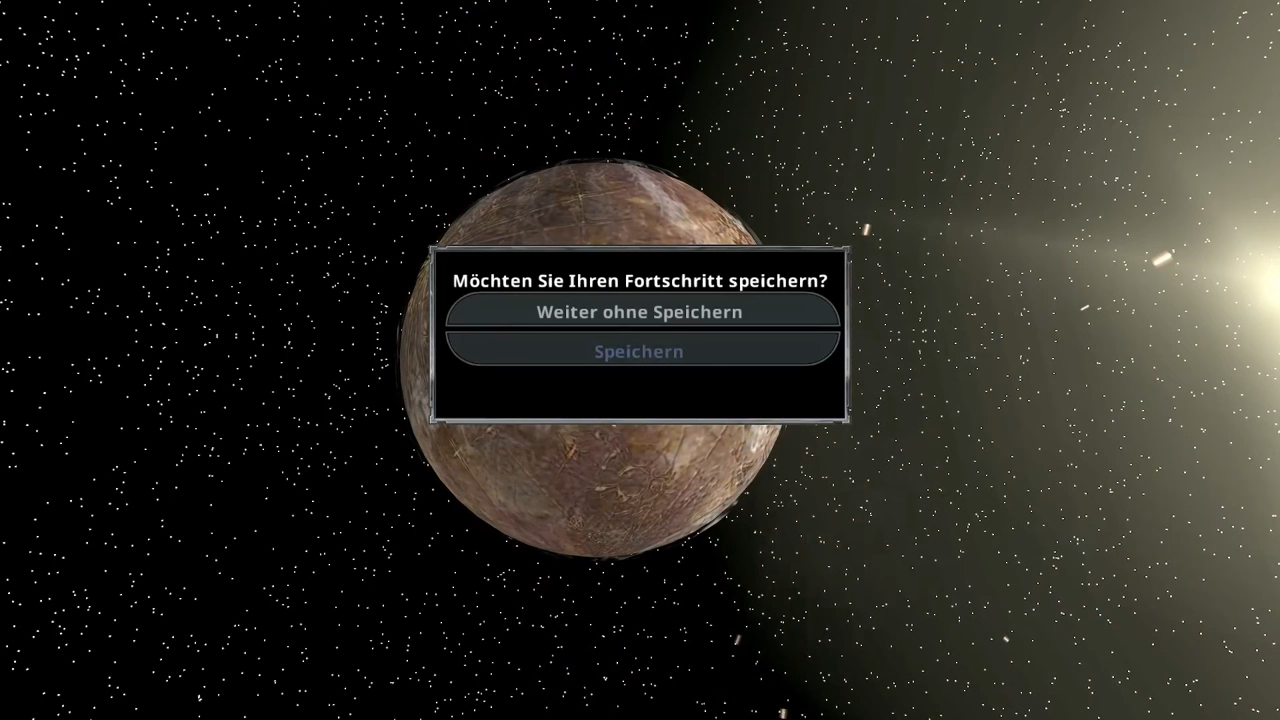 Möchten Sie Ihren Fortschritt speichern?
Weiter ohne Speichern
Speichern